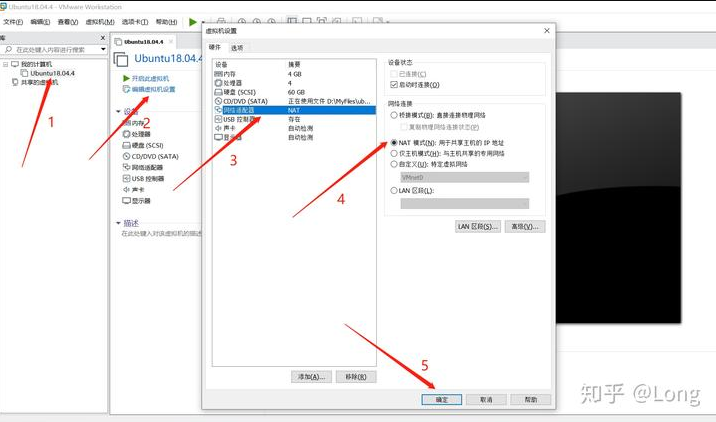 Ubuntu18.04.4 - VMware Workstation
文件(F) 编辑(E) 查看(V) 虚拟机(M) 选项卡(T) 帮助(H)
库
在此处键入内容进行搜索
我的计算机
Ubuntu18.04.4
共享的虚拟机
1
Ubuntu18.04.4
Ubuntu18.04.4
开启此虚拟机
编辑虚拟机设置
2
设备
内存
处理器
硬盘 (SCSI)
CD/DVD (SATA)
网络适配器
USB 控制器
声卡
显示器
描述
在此处键入对该虚拟机的描述
虚拟机设置
硬件 选项
设备 摘要
内存 4 GB
处理器 4
硬盘 (SCSI) 60 GB
CD/DVD (SATA) 正在使用文件 D:\MyFiles\ub...
网络适配器 NAT
USB 控制器 存在
声卡 自动检测
显示器 自动检测
3
添加(A)... 移除(R)
设备状态
已连接(C)
启动时连接(O)
网络连接
桥接模式(B): 直接连接物理网络
复制物理网络连接状态(P)
NAT 模式(N): 用于共享主机的 IP 地址
仅主机模式(H): 与主机共享的专用网络
自定义(U): 特定虚拟网络
VMnet0
LAN 区段(L):
4
LAN 区段(S)... 高级(V)...
5
确定 取消 帮助
知乎 @Long